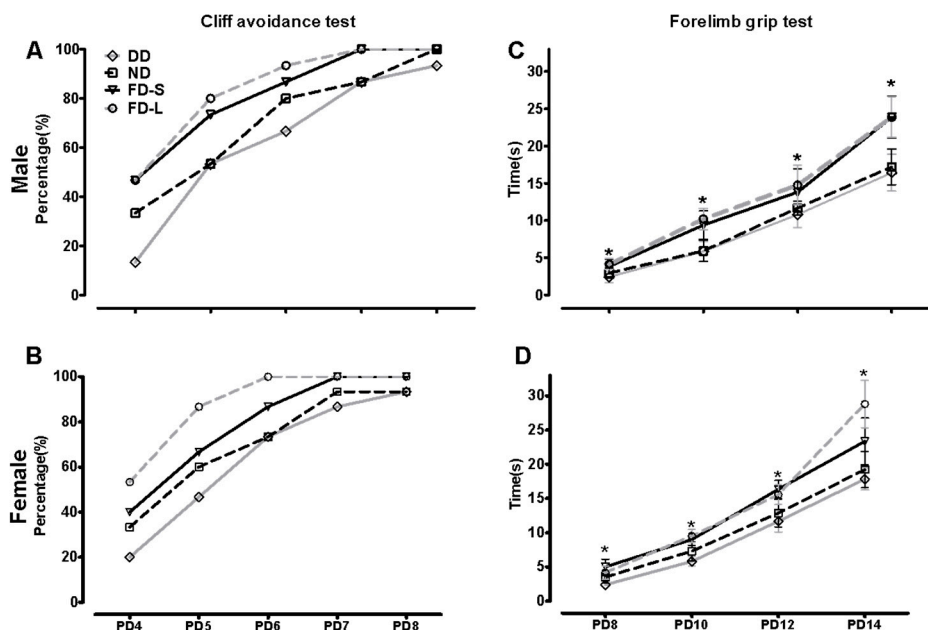 Cliff avoidance test
Forelimb grip test
A
DD
ND
FD-S
FD-L
Male
Percentage(%)
100
80
60
40
20
0
C
*
*
*
*
Time(s)
30
25
20
15
10
5
0
B
Female
Percentage(%)
100
80
60
40
20
0
PD4 PD5 PD6 PD7 PD8
D
*
*
*
*
Time(s)
30
25
20
15
10
5
0
PD8 PD10 PD12 PD14